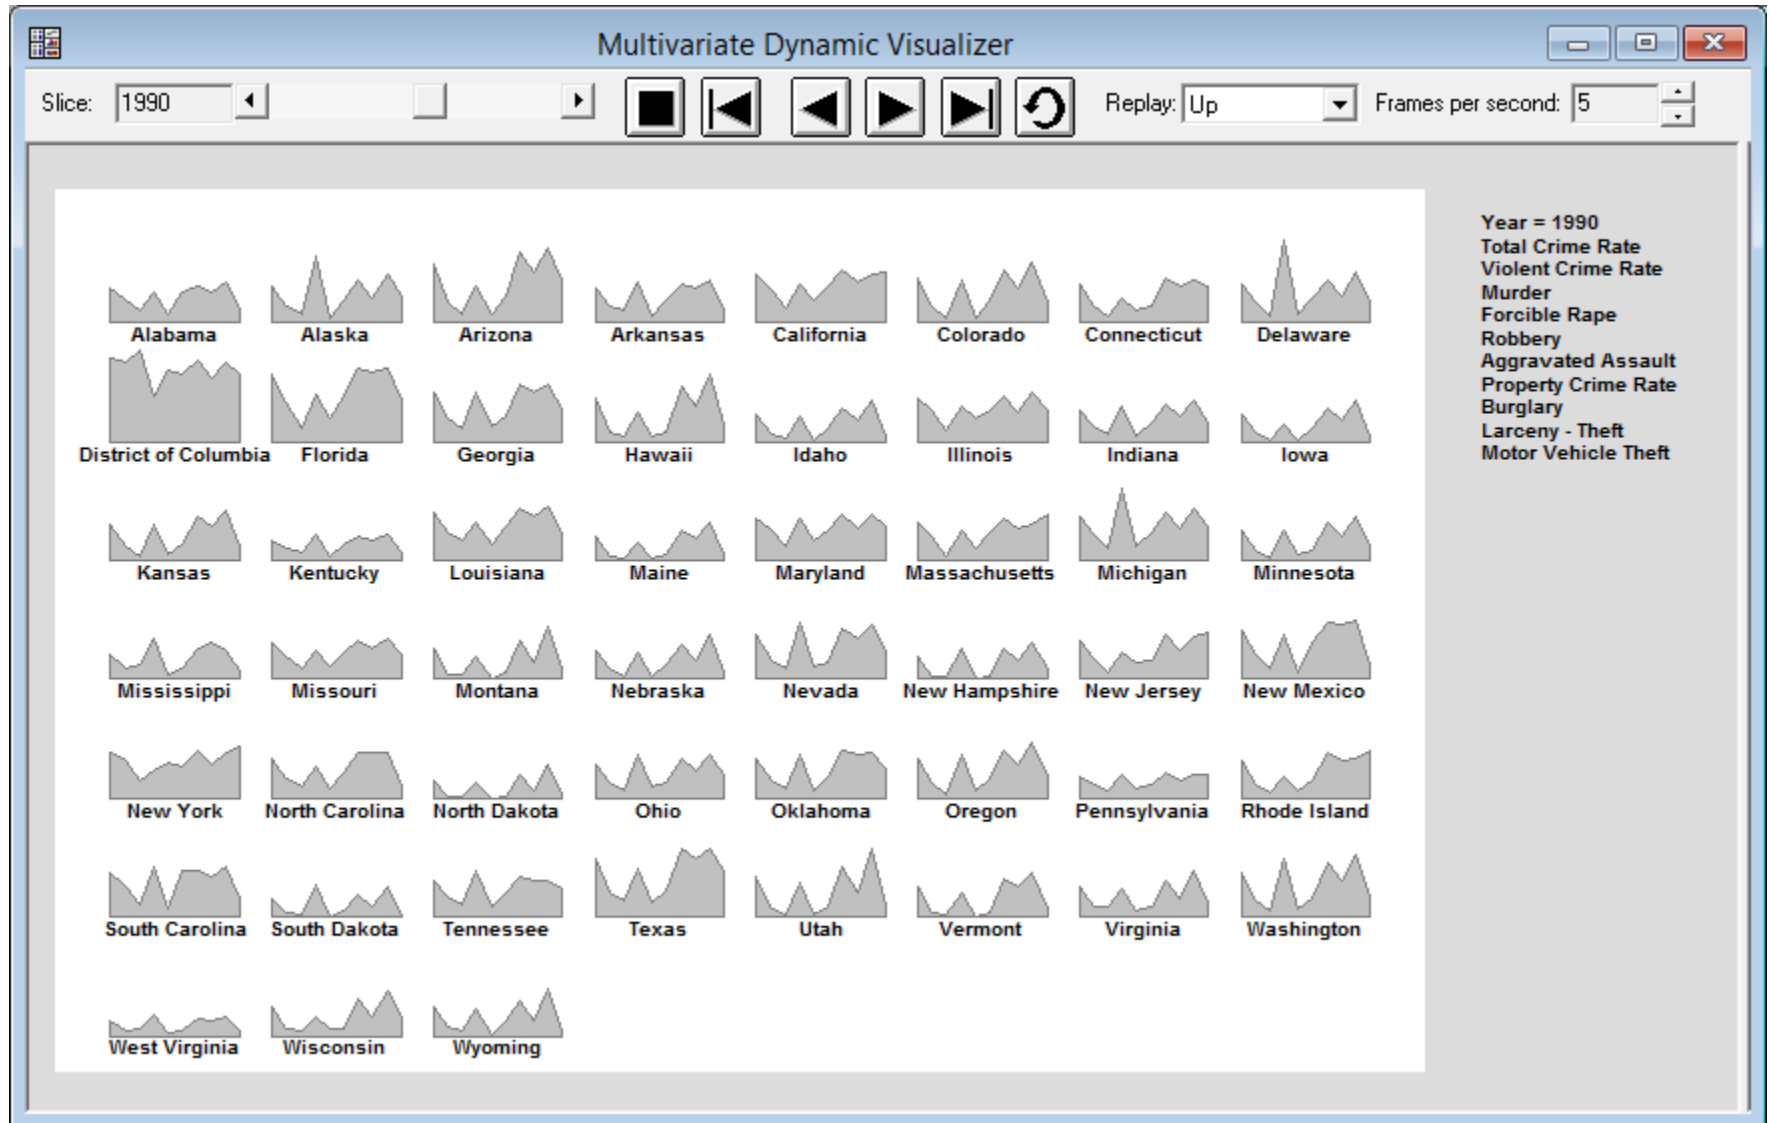 Multivariate Dynamic Visualizer
Slice: 1990 Replay: Up Frames per second: 5
Year = 1990
Total Crime Rate
Violent Crime Rate
Murder
Forcible Rape
Robbery
Aggravated Assault
Property Crime Rate
Burglary
Larceny - Theft
Motor Vehicle Theft
Alabama Alaska Arizona Arkansas California Colorado Connecticut Delaware
District of Columbia Florida Georgia Hawaii Idaho Illinois Indiana Iowa
Kansas Kentucky Louisiana Maine Maryland Massachusetts Michigan Minnesota
Mississippi Missouri Montana Nebraska Nevada New Hampshire New Jersey New Mexico
New York North Carolina North Dakota Ohio Oklahoma Oregon Pennsylvania Rhode Island
South Carolina South Dakota Tennessee Texas Utah Vermont Virginia Washington
West Virginia Wisconsin Wyoming